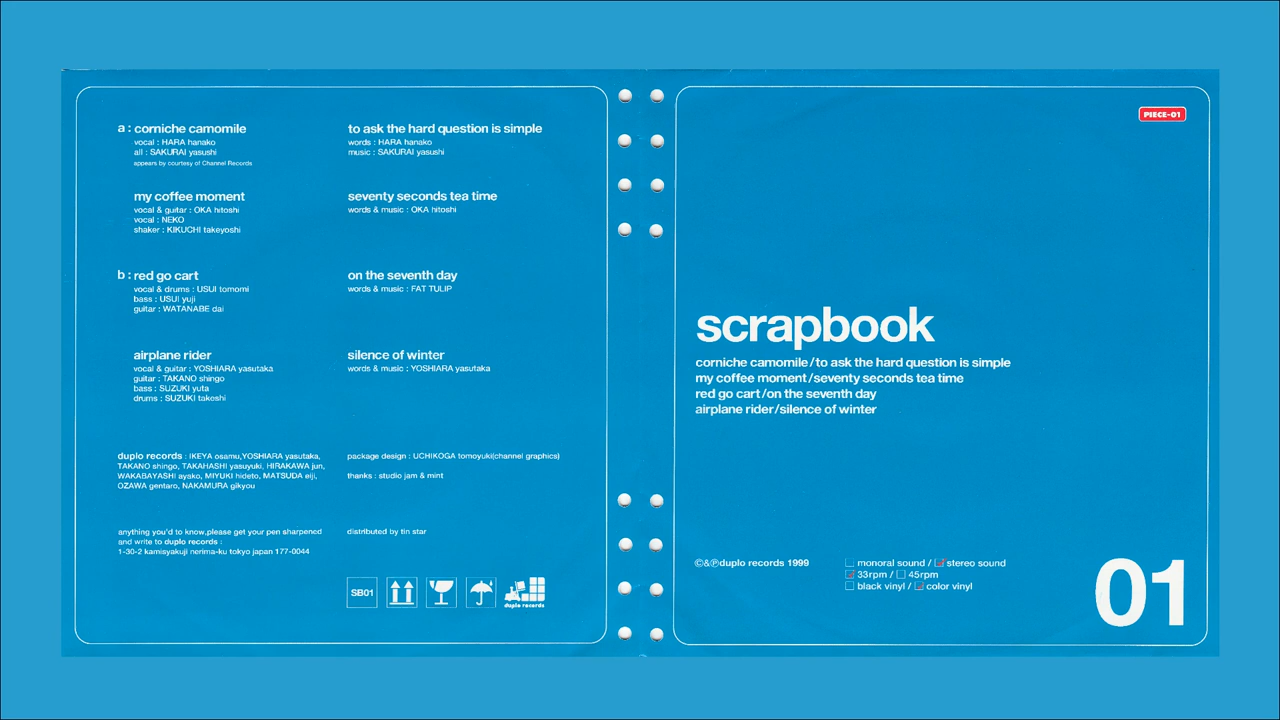 a : corniche camomile
vocal : HARA hanako
all : SAKURAI yasushi
appears by courtesy of Channel Records
to ask the hard question is simple
words : HARA hanako
music : SAKURAI yasushi
my coffee moment
vocal & guitar : OKA hitoshi
vocal : NEKO
shaker : KIKUCHI takeyoshi
seventy seconds tea time
words & music : OKA hitoshi
b : red go cart
vocal & drums : USUI tomomi
bass : USUI yuji
guitar : WATANABE dai
on the seventh day
words & music : FAT TULIP
airplane rider
vocal & guitar : YOSHIARA yasutaka
guitar : TAKANO shingo
bass : SUZUKI yuta
drums : SUZUKI takeshi
silence of winter
words & music : YOSHIARA yasutaka
duplo records : IKEYA osamu,YOSHIARA yasutaka,
TAKANO shingo, TAKAHASHI yasuyuki, HIRAKAWA jun,
WAKABAYASHI ayako, MIYUKI hideto, MATSUDA eiji,
OZAWA gentaro, NAKAMURA gikyou
package design : UCHIKOGA tomoyuki(channel graphics)
thanks : studio jam & mint
anything you'd to know,please get your pen sharpened
and write to duplo records :
1-30-2 kamisyakuji nerima-ku tokyo japan 177-0044
distributed by tin star
SB01
duplo records
PIECE-01
scrapbook
corniche camomile/to ask the hard question is simple
my coffee moment/seventy seconds tea time
red go cart/on the seventh day
airplane rider/silence of winter
©&℗duplo records 1999
monoral sound / stereo sound
33rpm / 45rpm
black vinyl / color vinyl
01